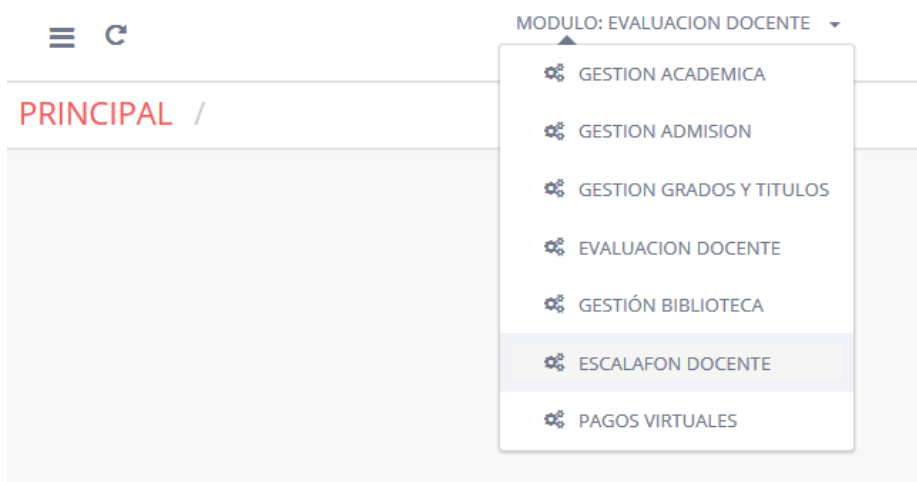 MODULO: EVALUACION DOCENTE
PRINCIPAL /
GESTION ACADEMICA
GESTION ADMISION
GESTION GRADOS Y TITULOS
EVALUACION DOCENTE
GESTIÓN BIBLIOTECA
ESCALAFON DOCENTE
PAGOS VIRTUALES